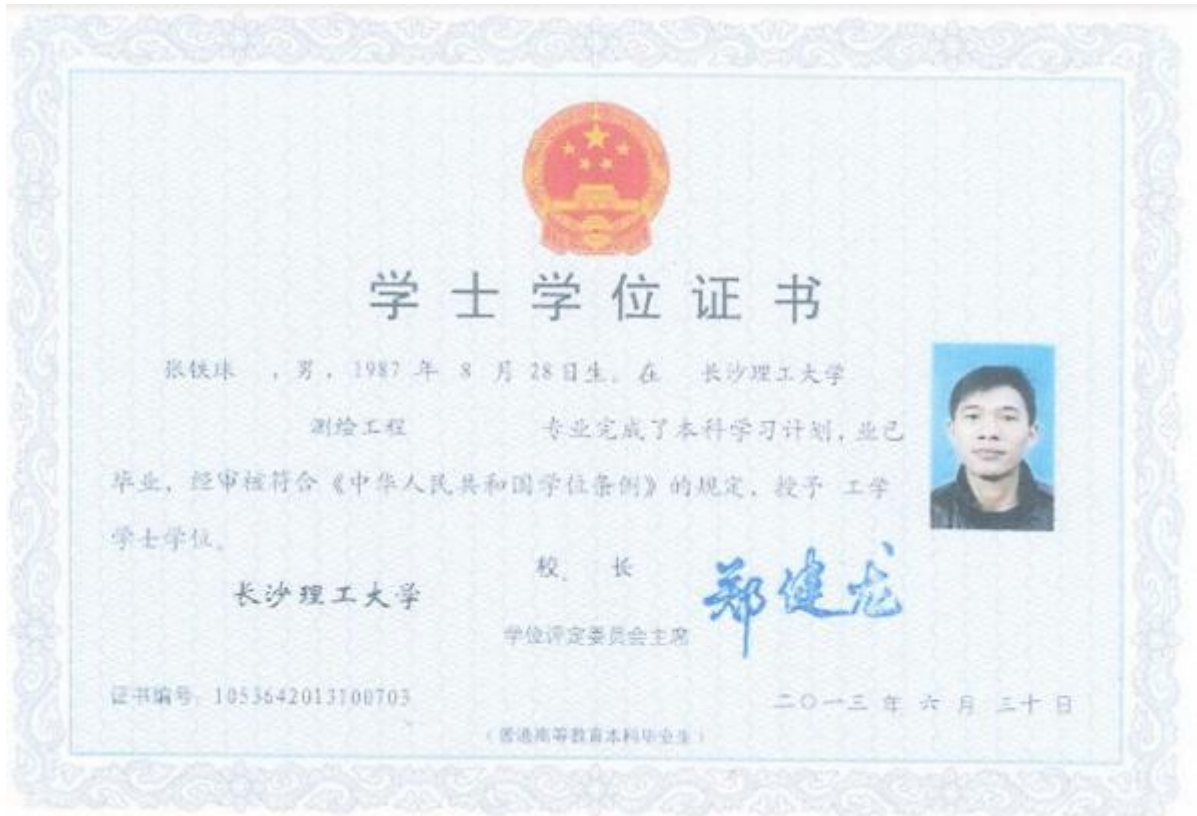 学士学位证书
张铁球 ,男,1987 年 8 月 28日生。在 长沙理工大学
测绘工程 专业完成了本科学习计划,业已
毕业,经审核符合《中华人民共和国学位条例》的规定,授予 工学
学士学位。
校 长 郑健龙
长沙理工大学
学位评定委员会主席
证书编号:1053642013100703
二〇一三 年 六 月 三十 日
(普通高等教育本科毕业生)